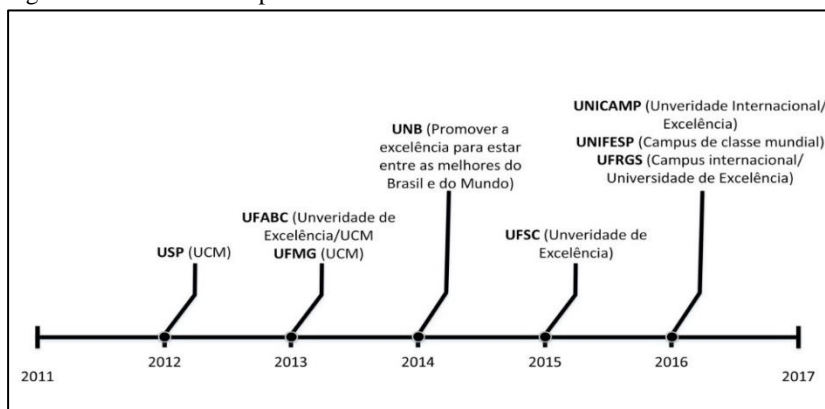 UNICAMP (Unveridade Internacional/
Excelência)
UNIFESP (Campus de classe mundial)
UFRGS (Campus internacional/
Universidade de Excelência)
UNB (Promover a
excelência para estar
entre as melhores do
Brasil e do Mundo)
UFABC (Unveridade de
Excelência/UCM
UFMG (UCM)
USP (UCM)
UFSC (Unveridade de
Excelência)
2011
2012
2013
2014
2015
2016
2017